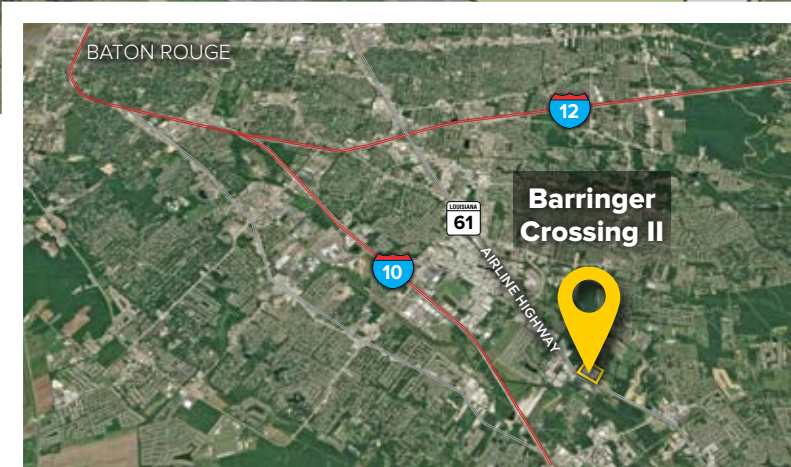 BATON ROUGE
12
LOUISIANA
61
Barringer
Crossing II
10
AIRLINE HIGHWAY